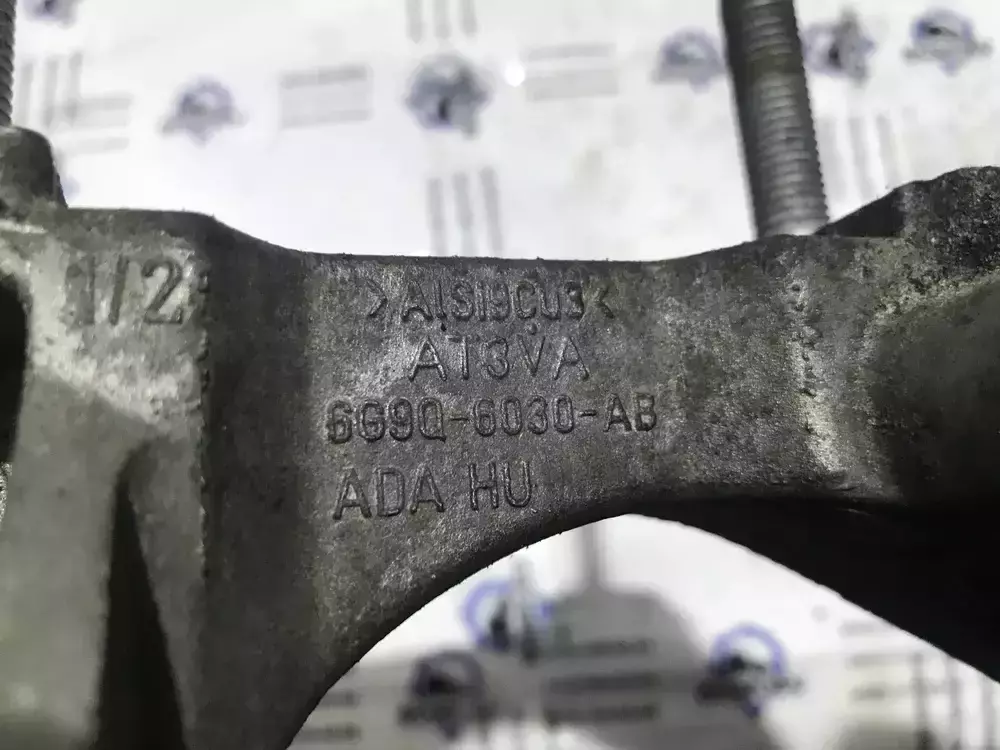 1/2
>AlSi9Cu3<
AT3VA
6G9Q-6030-AB
ADA HU